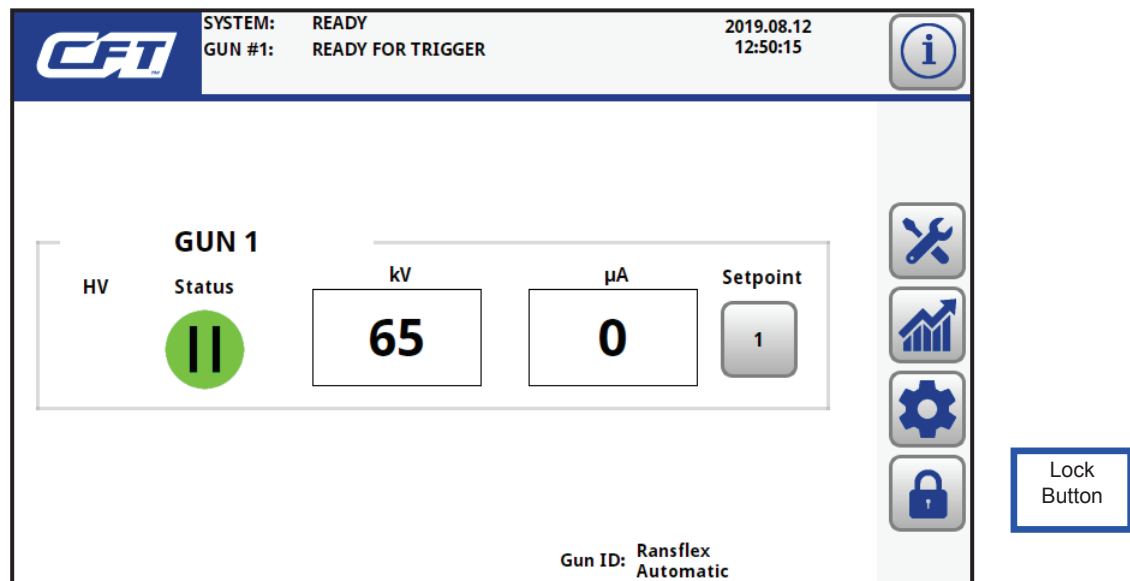 CFT
SYSTEM: READY
GUN #1: READY FOR TRIGGER
2019.08.12
12:50:15
i
GUN 1
HV Status kV µA Setpoint
65 0 1
Lock
Button
Gun ID: Ransflex
Automatic